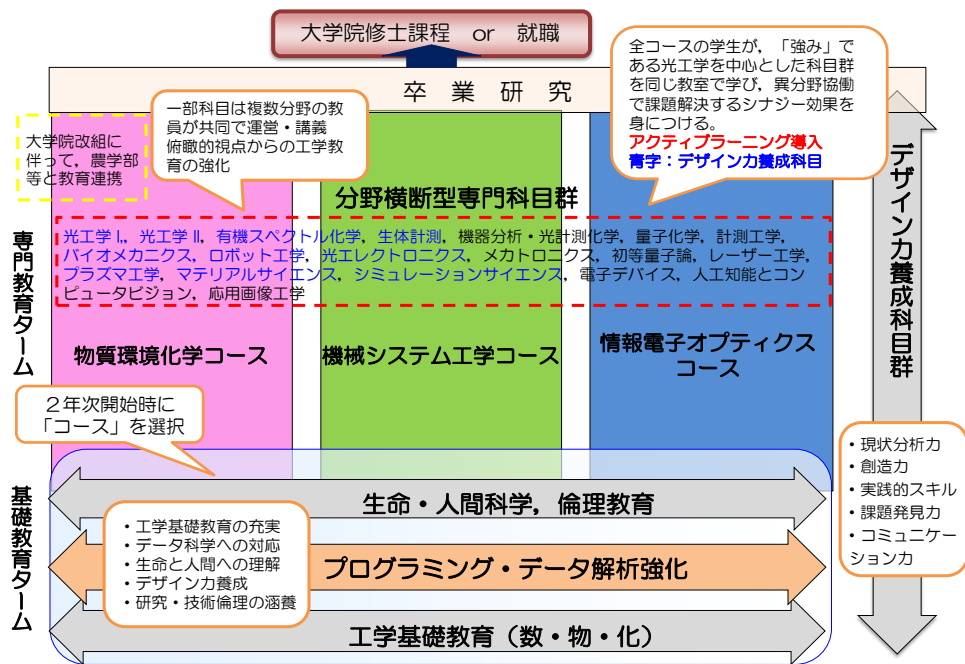 大学院修士課程 or 就職
卒 業 研 究
全コースの学生が，「強み」で
ある光工学を中心とした科目群
を同じ教室で学び，異分野協働
で課題解決するシナジー効果を
身につける。
アクティブラーニング導入
青字：デザイン力養成科目
一部科目は複数分野の教
員が共同で運営・講義
俯瞰的視点からの工学教
育の強化
大学院改組に
伴って，農学部
等と教育連携
分野横断型専門科目群
光工学 I,，光工学 II，有機スペクトル化学，生体計測，機器分析・光計測化学，量子化学，計測工学，
バイオメカニクス，ロボット工学，光エレクトロニクス，メカトロニクス，初等量子論，レーザー工学，
プラズマ工学，マテリアルサイエンス，シミュレーションサイエンス，電子デバイス，人工知能とコン
ピュータビジョン，応用画像工学
専門教育ターム
物質環境化学コース
機械システム工学コース
情報電子オプティクス
コース
デザイン力養成科目群
２年次開始時に
「コース」を選択
・現状分析力
・創造力
・実践的スキル
・課題発見力
・コミュニケー
ション力
基礎教育ターム
生命・人間科学，倫理教育
・工学基礎教育の充実
・データ科学への対応
・生命と人間への理解
・デザイン力養成
・研究・技術倫理の涵養
プログラミング・データ解析強化
工学基礎教育（数・物・化）